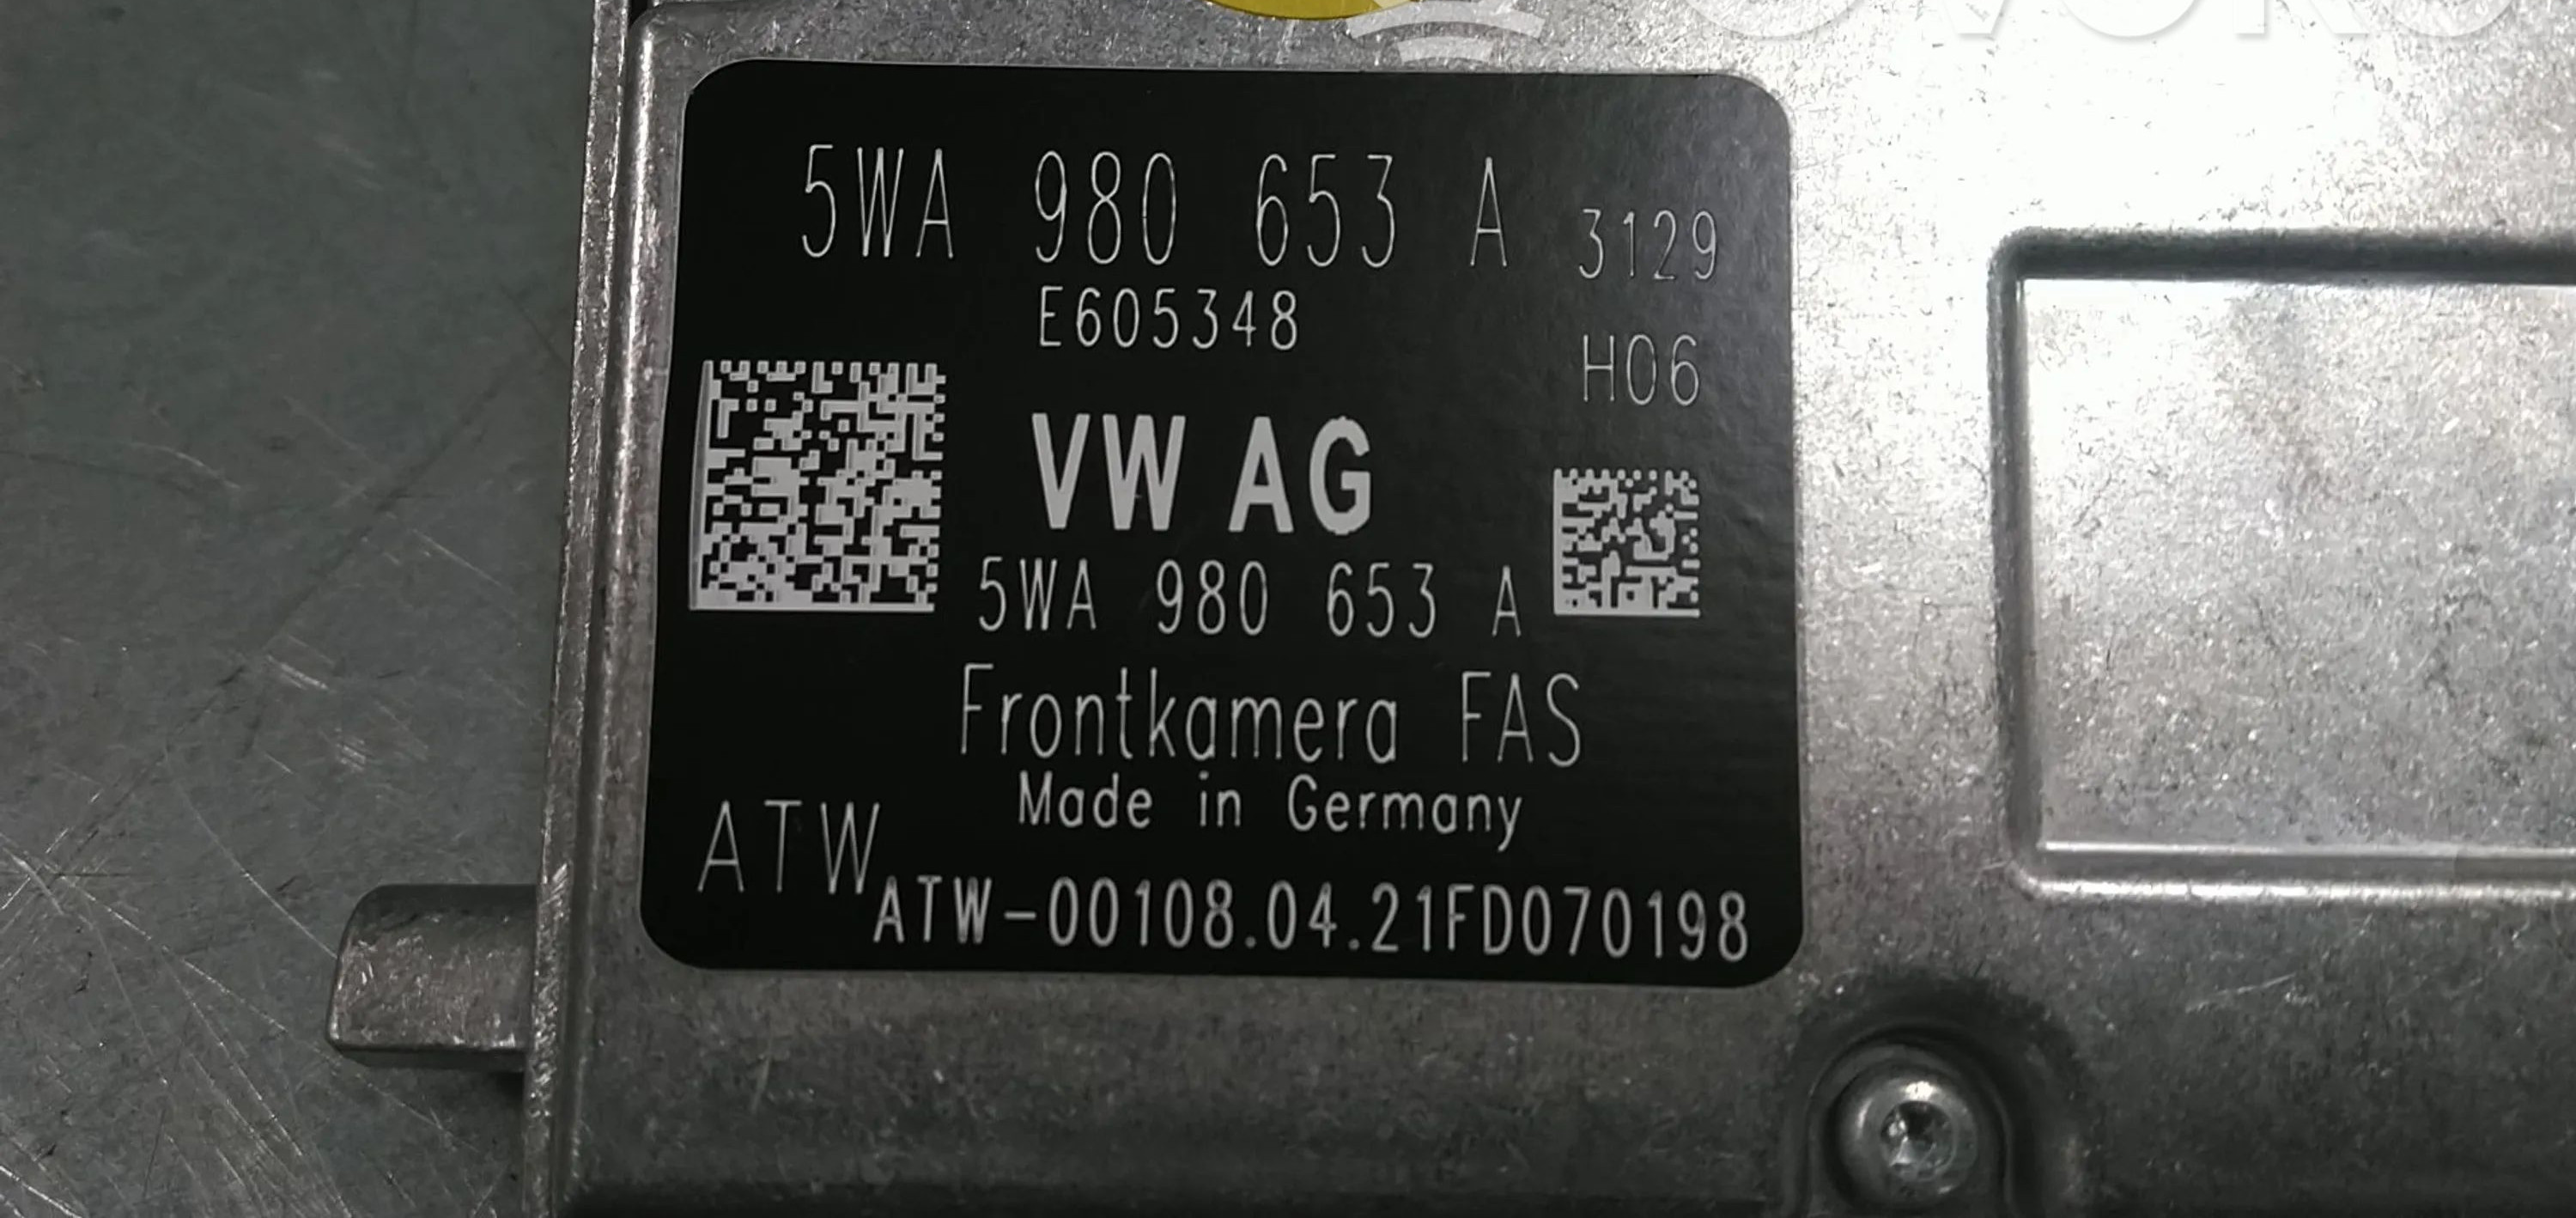 OVOKO
5WA 980 653 A 3129
E605348
H06
VW AG
5WA 980 653 A
Frontkamera FAS
Made in Germany
ATW
ATW-00108.04.21FD070198